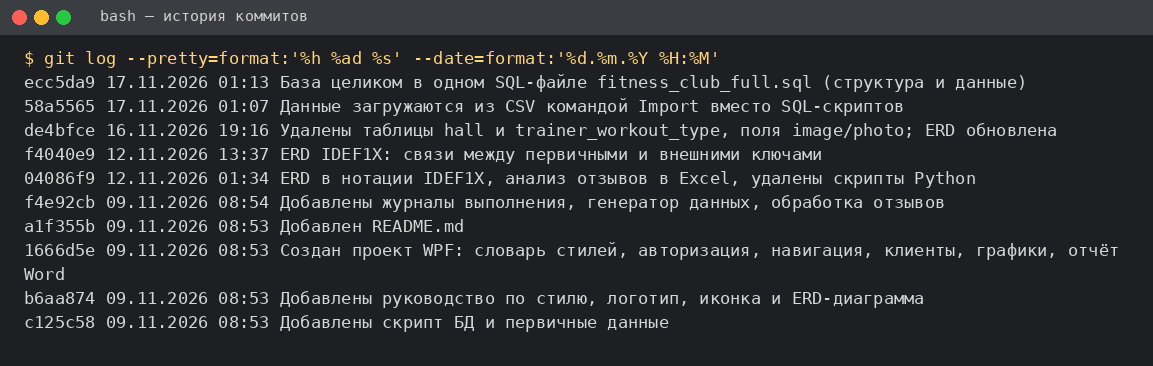 bash — история коммитов
$ git log --pretty=format:'%h %ad %s' --date=format:'%d.%m.%Y %H:%M'
ecc5da9 17.11.2026 01:13 База целиком в одном SQL-файле fitness_club_full.sql (структура и данные)
58a5565 17.11.2026 01:07 Данные загружаются из CSV командой Import вместо SQL-скриптов
de4bfce 16.11.2026 19:16 Удалены таблицы hall и trainer_workout_type, поля image/photo; ERD обновлена
f4040e9 12.11.2026 13:37 ERD IDEF1X: связи между первичными и внешними ключами
04086f9 12.11.2026 01:34 ERD в нотации IDEF1X, анализ отзывов в Excel, удалены скрипты Python
f4e92cb 09.11.2026 08:54 Добавлены журналы выполнения, генератор данных, обработка отзывов
a1f355b 09.11.2026 08:53 Добавлен README.md
1666d5e 09.11.2026 08:53 Создан проект WPF: словарь стилей, авторизация, навигация, клиенты, графики, отчёт
Word
b6aa874 09.11.2026 08:53 Добавлены руководство по стилю, логотип, иконка и ERD-диаграмма
c125c58 09.11.2026 08:53 Добавлены скрипт БД и первичные данные